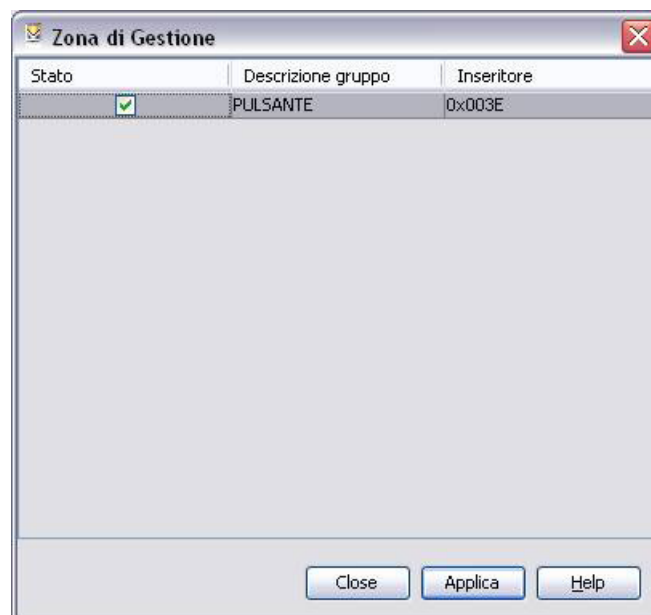 Zona di Gestione
Stato Descrizione gruppo Inseritore
PULSANTE 0x003E
Close Applica Help